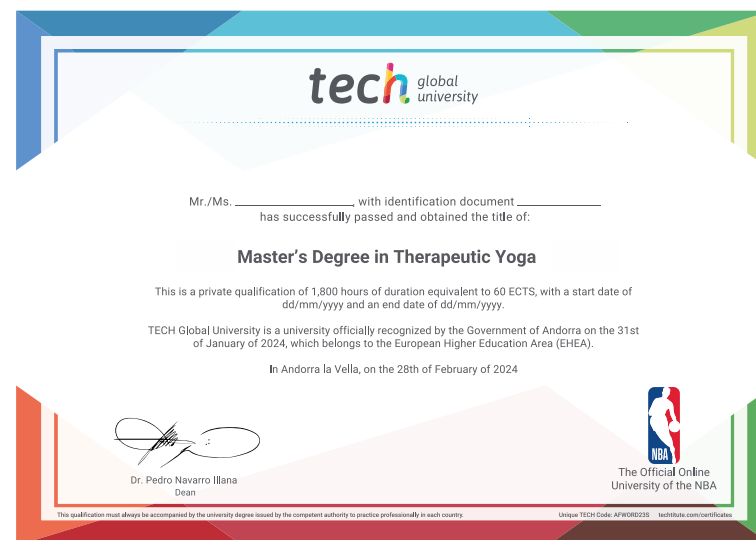 tech global university
Mr./Ms. ________________, with identification document ___________
has successfully passed and obtained the title of:
Master's Degree in Therapeutic Yoga
This is a private qualification of 1,800 hours of duration equivalent to 60 ECTS, with a start date of
dd/mm/yyyy and an end date of dd/mm/yyyy.
TECH Global University is a university officially recognized by the Government of Andorra on the 31st
of January of 2024, which belongs to the European Higher Education Area (EHEA).
In Andorra la Vella, on the 28th of February of 2024
NBA
Dr. Pedro Navarro Illana
Dean
The Official Online
University of the NBA
This qualification must always be accompanied by the university degree issued by the competent authority to practice professionally in each country.
Unique TECH Code: AFWORD23S techtitute.com/certificates